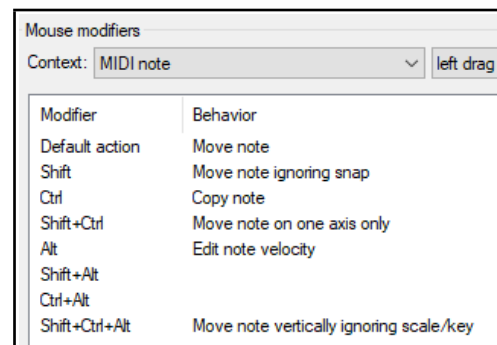 Mouse modifiers
Context: MIDI note left drag
Modifier Behavior
Default action Move note
Shift Move note ignoring snap
Ctrl Copy note
Shift+Ctrl Move note on one axis only
Alt Edit note velocity
Shift+Alt
Ctrl+Alt
Shift+Ctrl+Alt Move note vertically ignoring scale/key